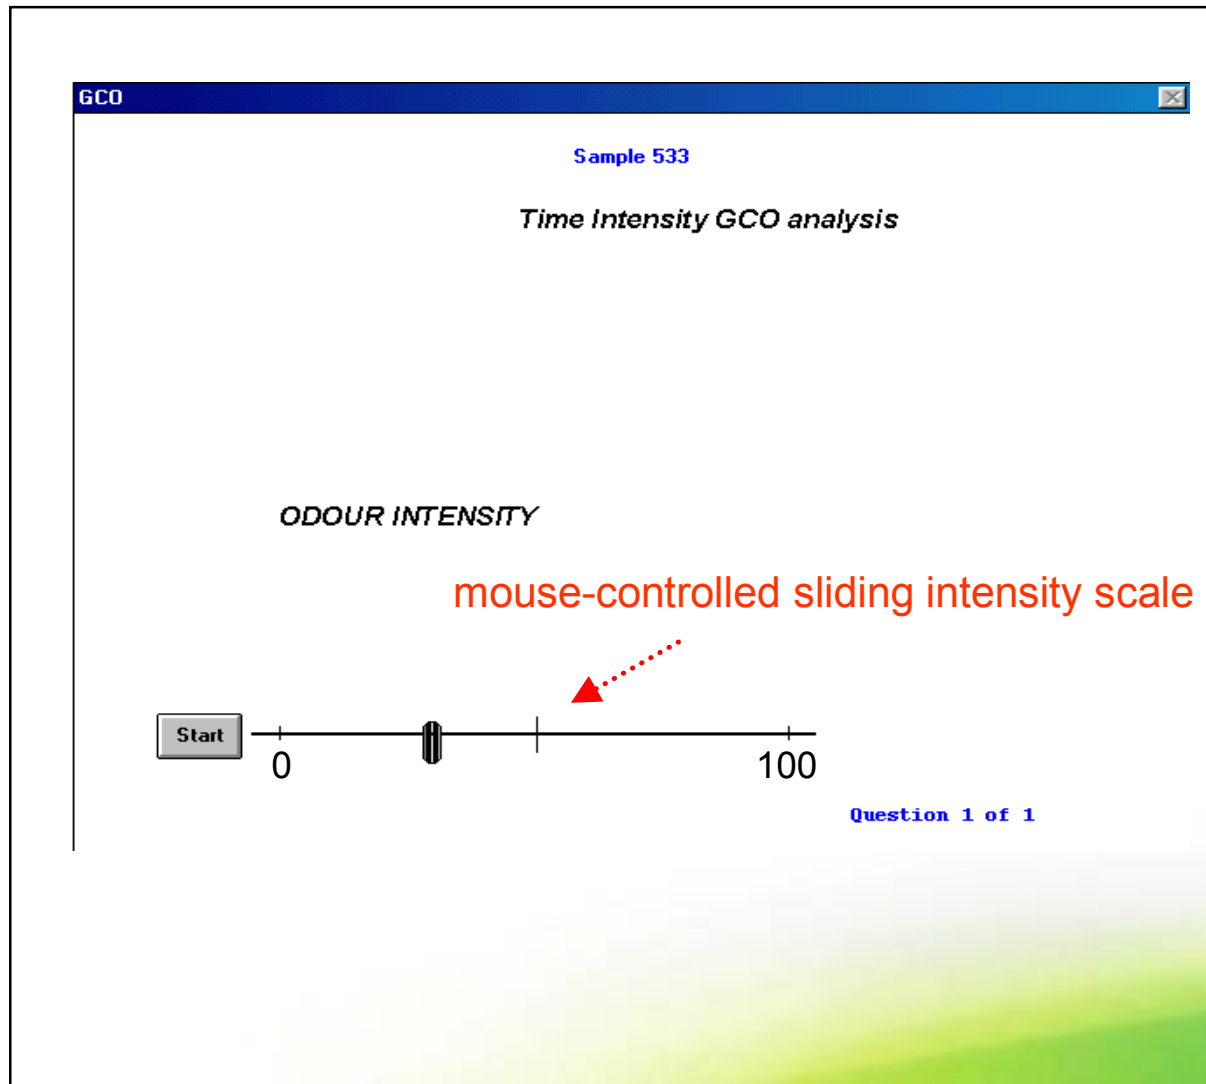 GCO
Sample 533
Time Intensity GCO analysis
ODOUR INTENSITY
mouse-controlled sliding intensity scale
Start
0 100
Question 1 of 1